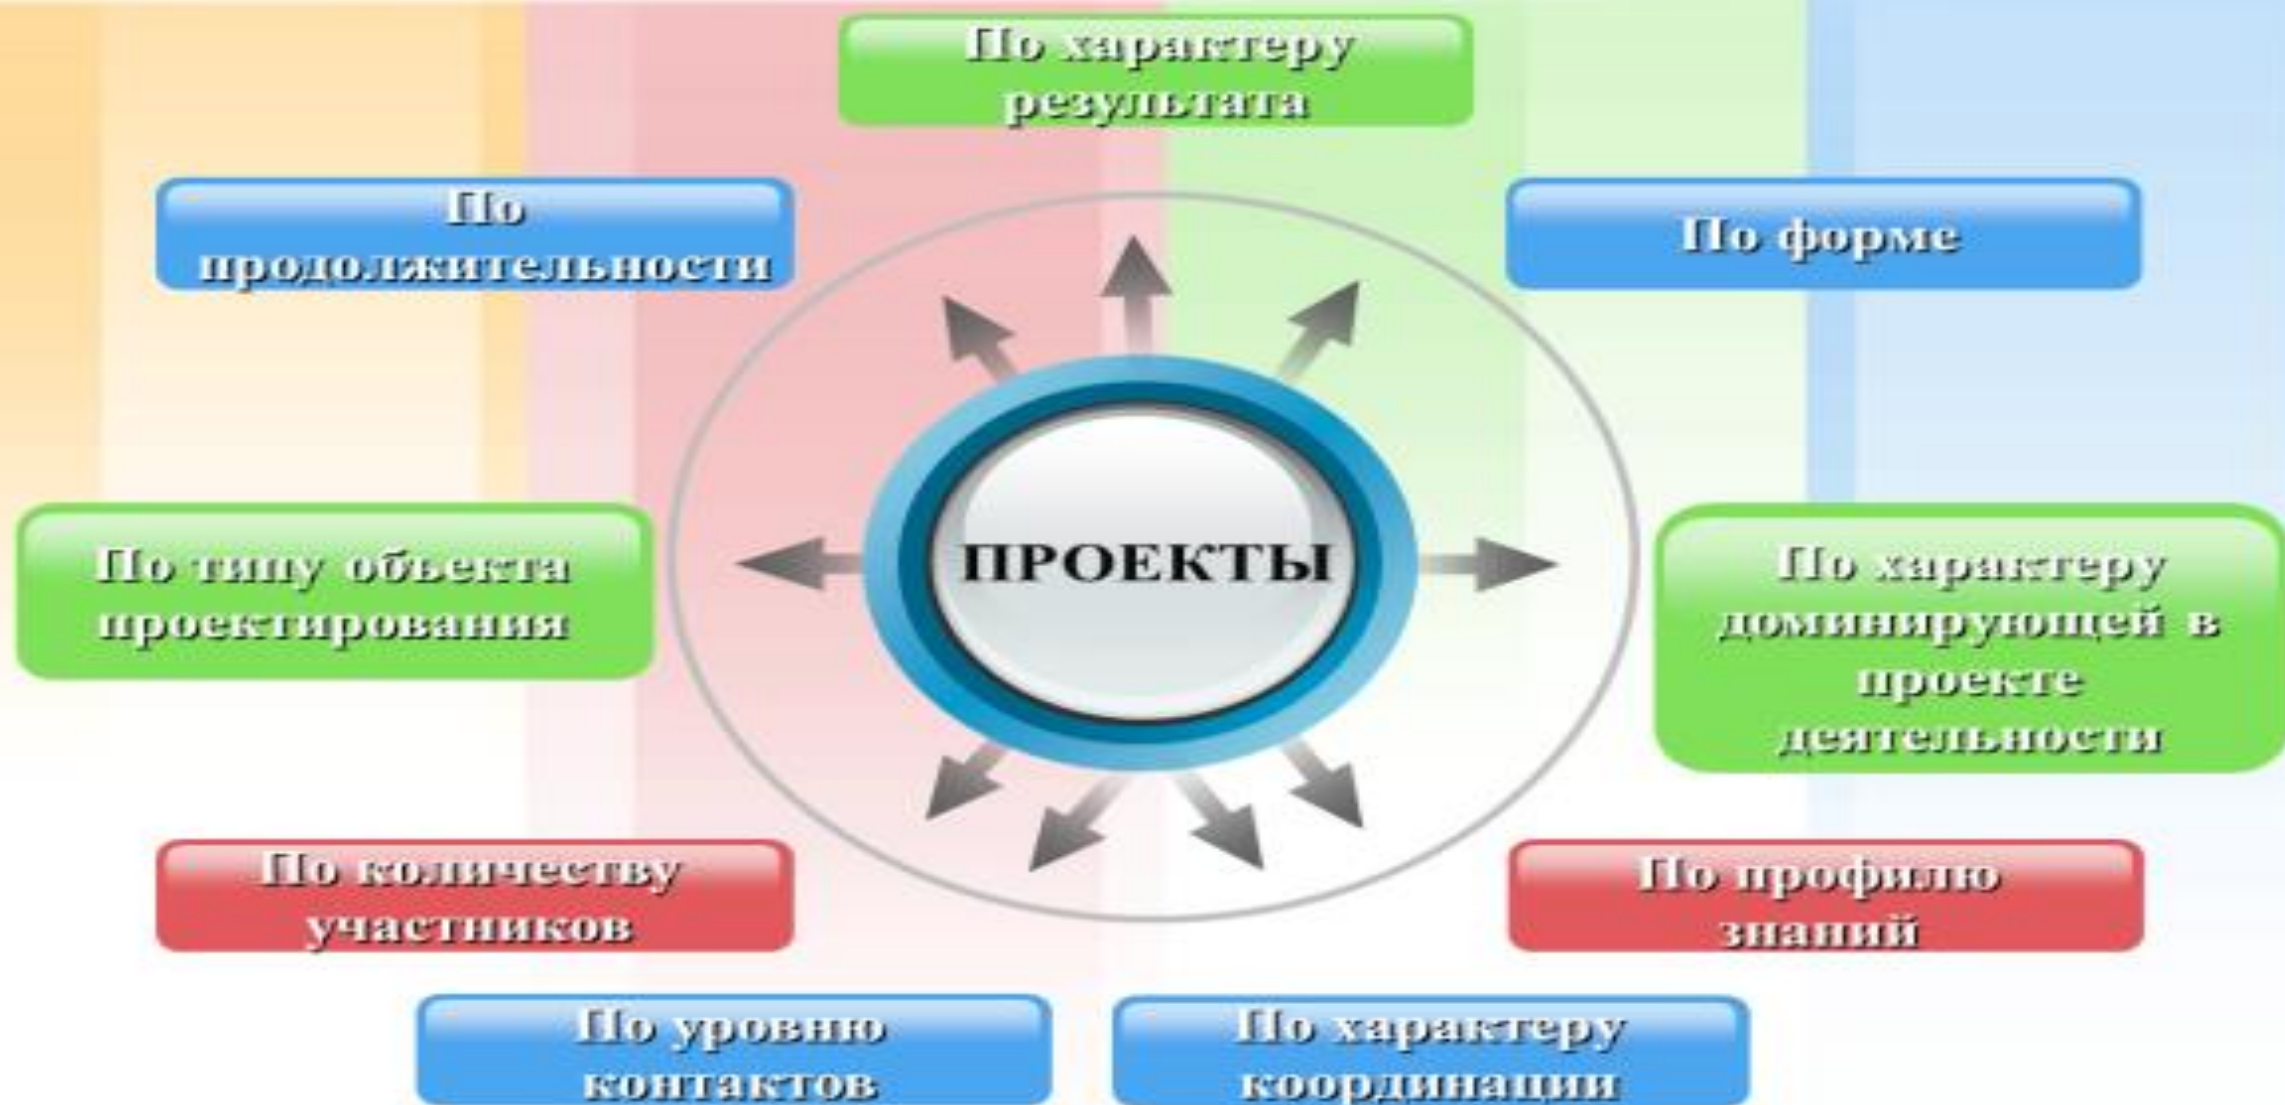 По характеру
результата
По
продолжительности
По форме
По типу объекта
проектирования
ПРОЕКТЫ
По характеру
доминирующей в
проекте
деятельности
По количеству
участников
По профилю
знаний
По уровню
контактов
По характеру
координации